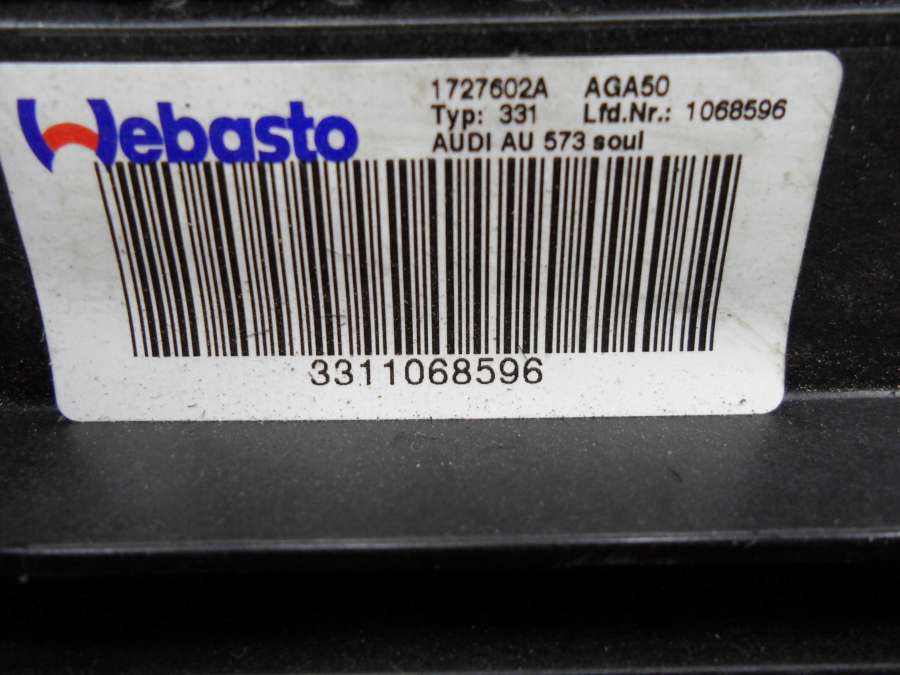 Webasto
1727602A AGA50
Typ: 331 Lfd.Nr.: 1068596
AUDI AU 573 soul
3311068596